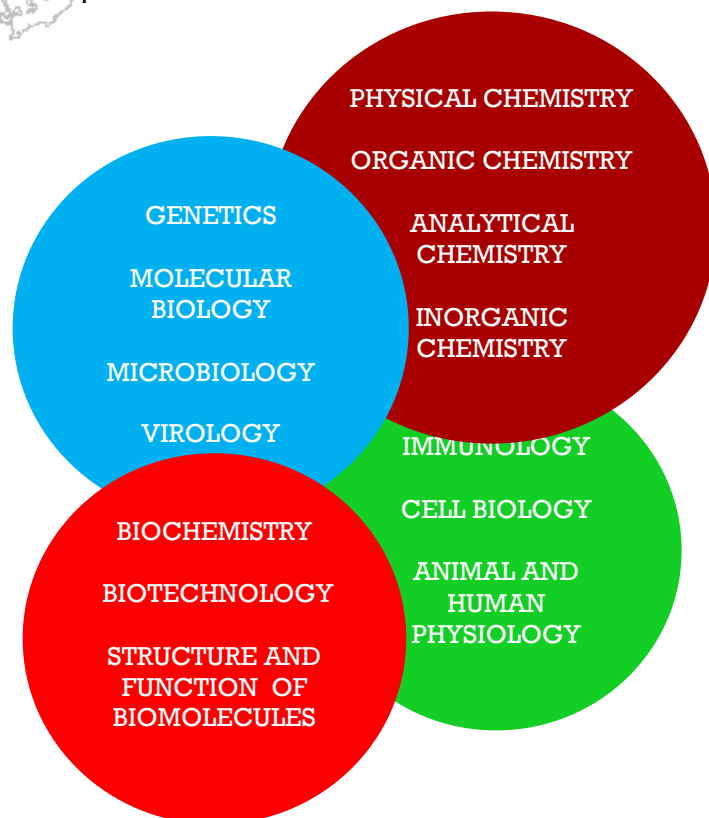 GENETICS
MOLECULAR
BIOLOGY
MICROBIOLOGY
VIROLOGY
PHYSICAL CHEMISTRY
ORGANIC CHEMISTRY
ANALYTICAL
CHEMISTRY
INORGANIC
CHEMISTRY
BIOCHEMISTRY
BIOTECHNOLOGY
STRUCTURE AND
FUNCTION OF
BIOMOLECULES
IMMUNOLOGY
CELL BIOLOGY
ANIMAL AND
HUMAN
PHYSIOLOGY